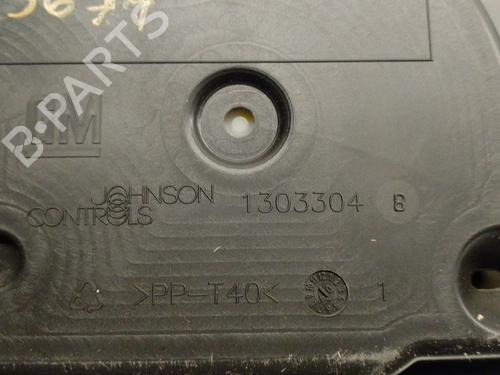 B-PARTS
GM
JOHNSON
CONTROLS
1303304 B
>PP-T40<
1